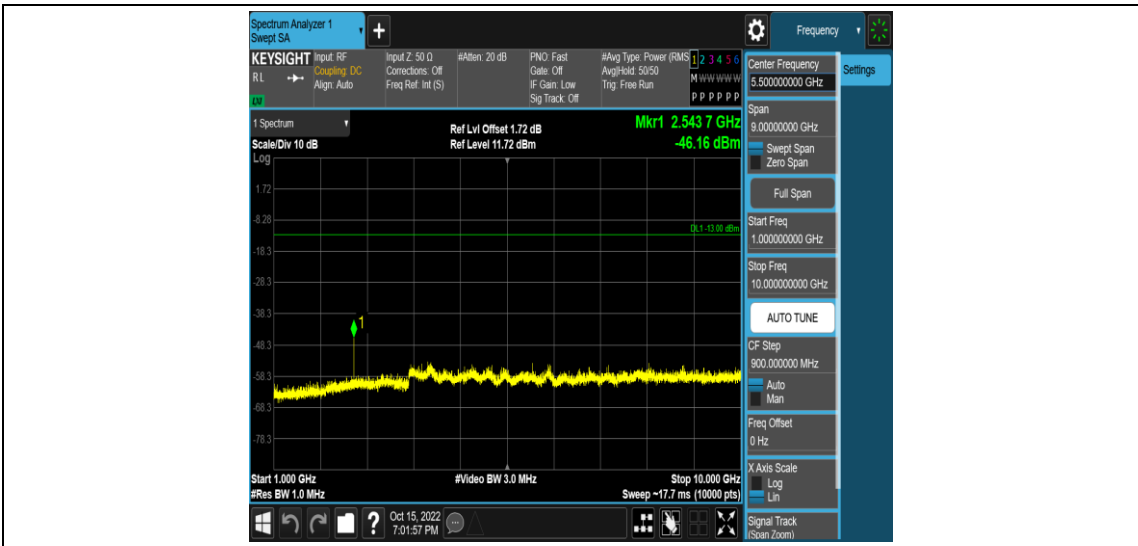 Spectrum Analyzer 1
Swept SA
+
Frequency
KEYSIGHT
RL
LXI
Input: RF
Coupling: DC
Align: Auto
Input Z: 50 Ω
Corrections: Off
Freq Ref: Int (S)
#Atten: 20 dB
PNO: Fast
Gate: Off
IF Gain: Low
Sig Track: Off
#Avg Type: Power (RMS
Avg|Hold: 50/50
Trig: Free Run
1 2 3 4 5 6
M W W W W W
P P P P P P
1 Spectrum
Scale/Div 10 dB
Log
Ref Lvl Offset 1.72 dB
Ref Level 11.72 dBm
Mkr1 2.543 7 GHz
-46.16 dBm
1.72
-8.28
DL1 -13.00 dBm
-18.3
-28.3
-38.3
1
-48.3
-58.3
-68.3
-78.3
Start 1.000 GHz
#Res BW 1.0 MHz
#Video BW 3.0 MHz
Stop 10.000 GHz
Sweep ~17.7 ms (10000 pts)
?
Oct 15, 2022
7:01:57 PM
Center Frequency
5.500000000 GHz
Settings
Span
9.00000000 GHz
Swept Span
Zero Span
Full Span
Start Freq
1.000000000 GHz
Stop Freq
10.000000000 GHz
AUTO TUNE
CF Step
900.000000 MHz
Auto
Man
Freq Offset
0 Hz
X Axis Scale
Log
Lin
Signal Track
(Span Zoom)